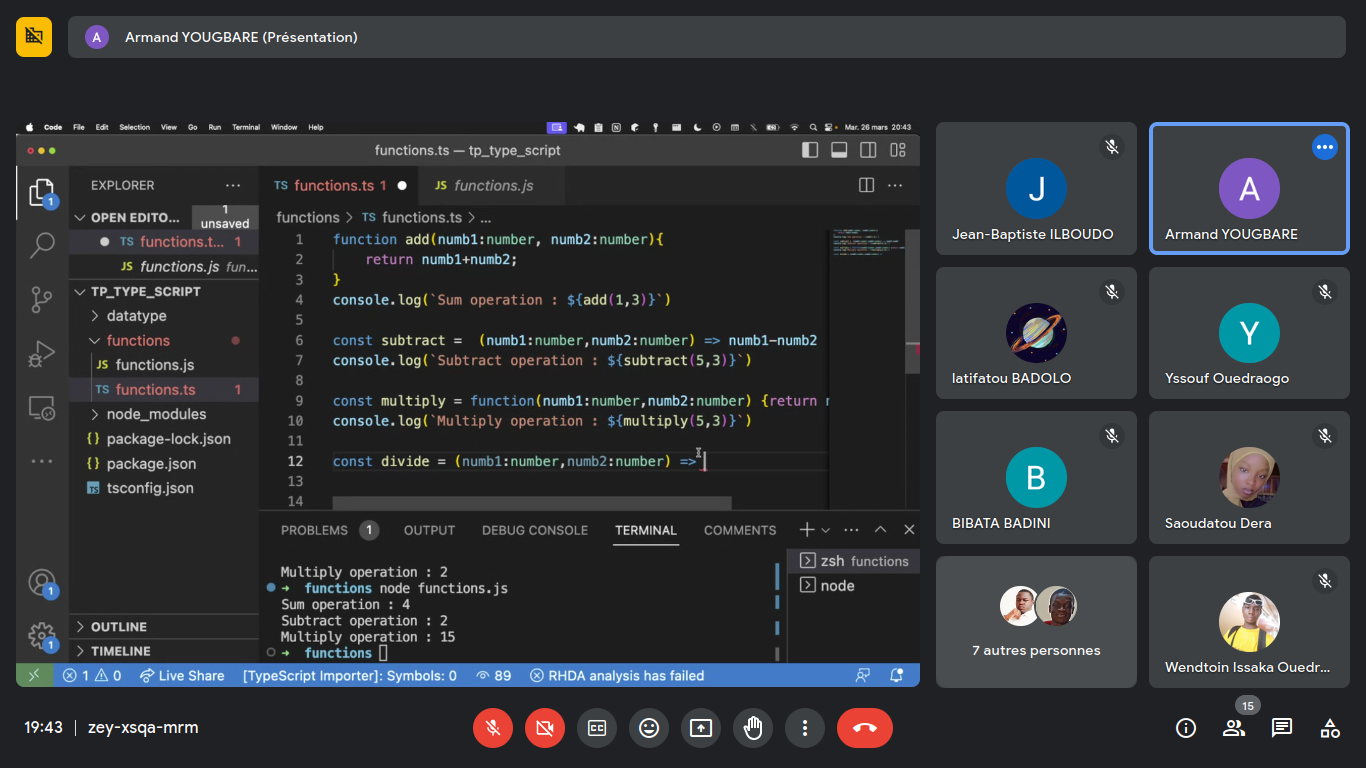 A Armand YOUGBARE (Présentation)
Code File Edit Selection View Go Run Terminal Window Help Mar. 26 mars 20:43
functions.ts — tp_type_script
EXPLORER
TS functions.ts 1
JS functions.js
1
OPEN EDITO...
1 unsaved
functions > TS functions.ts > ...
TS functions.t... 1
JS functions.js fun...
TP_TYPE_SCRIPT
datatype
functions
JS functions.js
TS functions.ts 1
node_modules
{} package-lock.json
{} package.json
TS tsconfig.json
OUTLINE
TIMELINE
1
1
1 function add(numb1:number, numb2:number){
2 return numb1+numb2;
3 }
4 console.log(`Sum operation : ${add(1,3)}`)
5
6 const subtract = (numb1:number,numb2:number) => numb1-numb2
7 console.log(`Subtract operation : ${subtract(5,3)}`)
8
9 const multiply = function(numb1:number,numb2:number) {return
10 console.log(`Multiply operation : ${multiply(5,3)}`)
11
12 const divide = (numb1:number,numb2:number) =>
13
14
PROBLEMS 1 OUTPUT DEBUG CONSOLE TERMINAL COMMENTS
Multiply operation : 2
➜ functions node functions.js
Sum operation : 4
Subtract operation : 2
Multiply operation : 15
➜ functions
zsh functions
node
1 0 Live Share [TypeScript Importer]: Symbols: 0 89 RHDA analysis has failed
J
Jean-Baptiste ILBOUDO
A
Armand YOUGBARE
latifatou BADOLO
Y
Yssouf Ouedraogo
B
BIBATA BADINI
Saoudatou Dera
7 autres personnes
Wendtoin Issaka Ouedr...
19:43 | zey-xsqa-mrm
CC
15